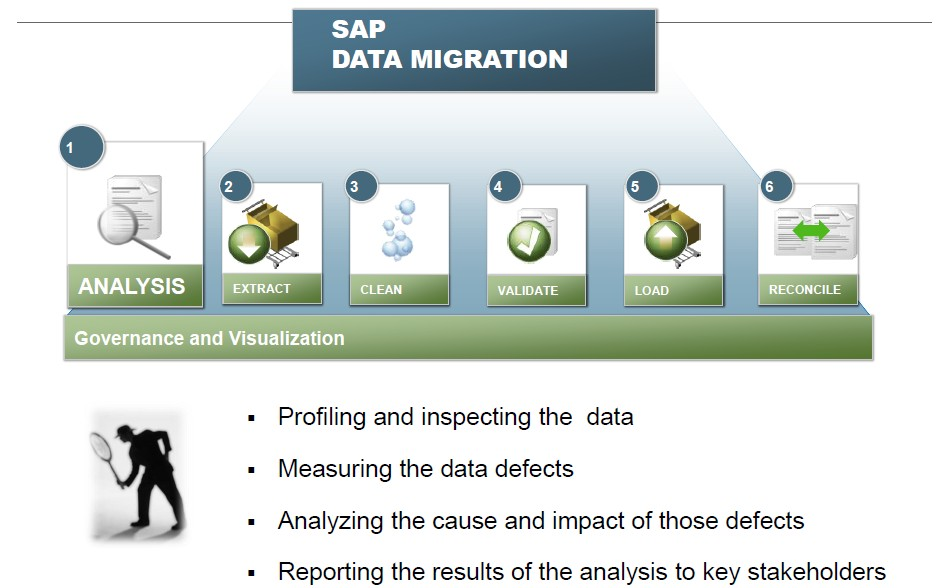 SAP
DATA MIGRATION
1
2
3
4
5
6
ANALYSIS
EXTRACT
CLEAN
VALIDATE
LOAD
RECONCILE
Governance and Visualization
▪ Profiling and inspecting the  data
▪ Measuring the data defects
▪ Analyzing the cause and impact of those defects
▪ Reporting the results of the analysis to key stakeholders